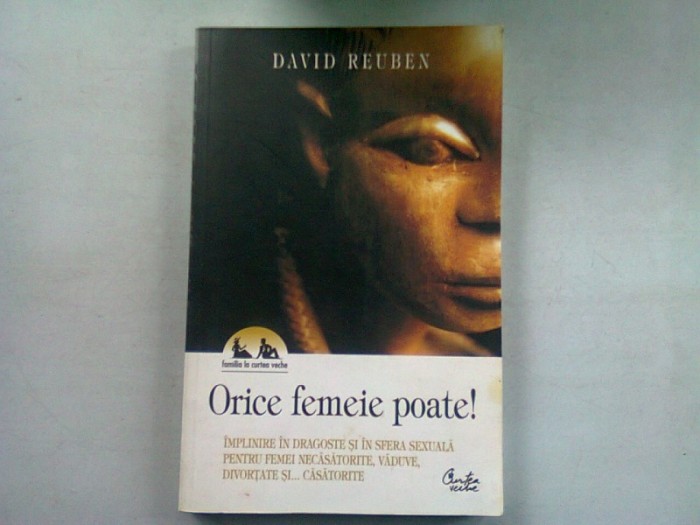 DAVID REUBEN
familia la curtea veche
Orice femeie poate!
ÎMPLINIRE ÎN DRAGOSTE ȘI ÎN SFERA SEXUALĂ
PENTRU FEMEI NECĂSĂTORITE, VĂDUVE,
DIVORȚATE ȘI... CĂSĂTORITE
Curtea
veche